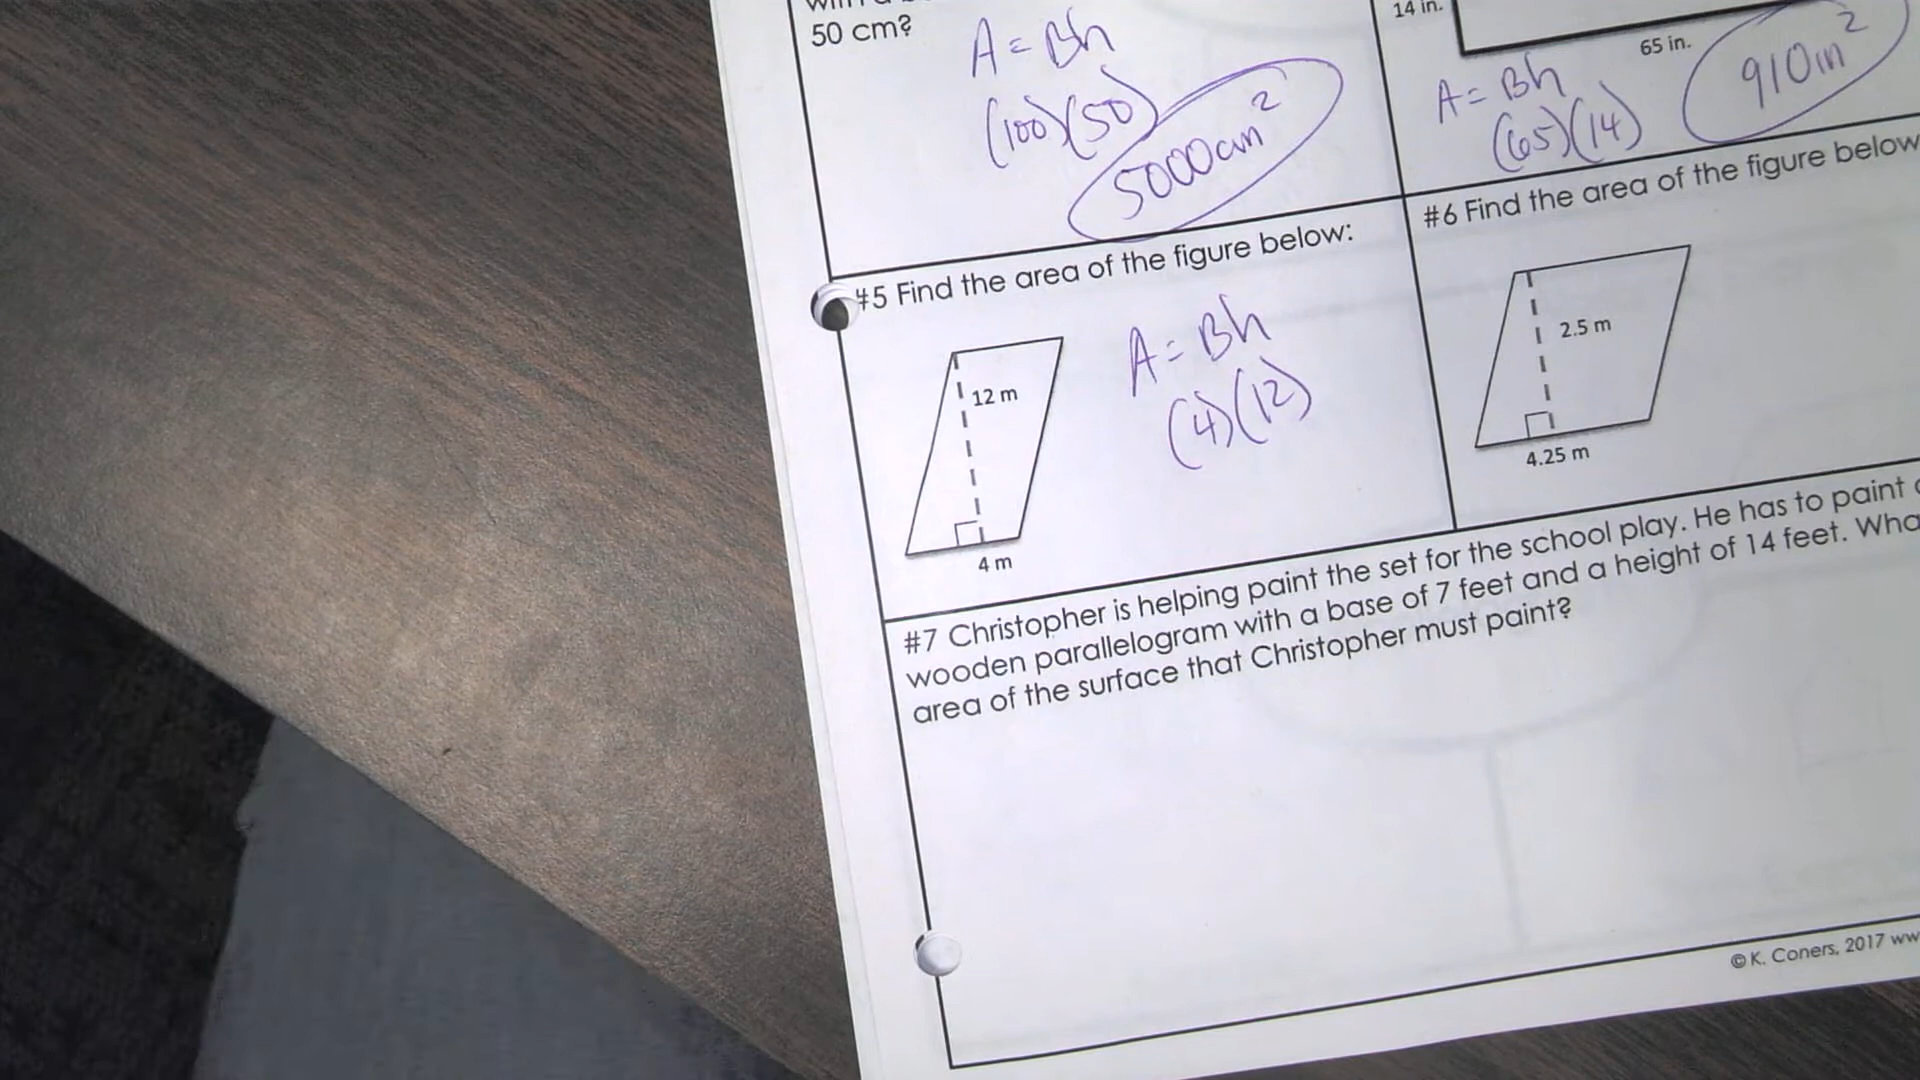 50 cm?
A = Bh
(100)(50)
5000cm²
14 in.
65 in.
A = Bh
(65)(14)
910in²
#5 Find the area of the figure below:
12 m
4 m
A = Bh
(4)(12)
#6 Find the area of the figure below
2.5 m
4.25 m
#7 Christopher is helping paint the set for the school play. He has to paint
wooden parallelogram with a base of 7 feet and a height of 14 feet.
area of the surface that Christopher must paint?
© K. Coners, 2017